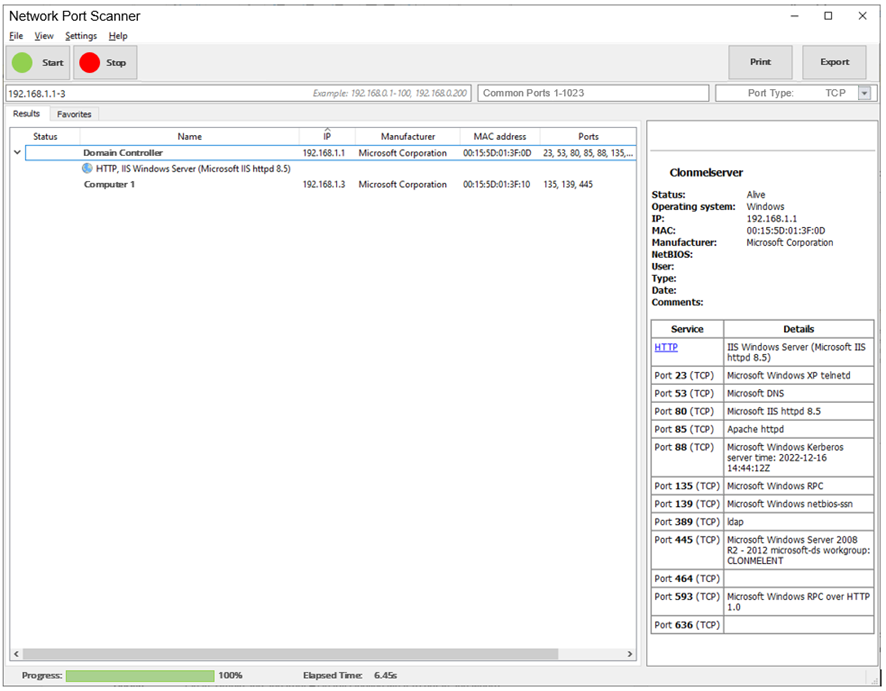 Network Port Scanner
File View Settings Help
Start Stop Print Export
192.168.1.1-3 Example: 192.168.0.1-100, 192.168.0.200 Common Ports 1-1023 Port Type: TCP
Results Favorites
Status Name IP Manufacturer MAC address Ports
Domain Controller 192.168.1.1 Microsoft Corporation 00:15:5D:01:3F:0D 23, 53, 80, 85, 88, 135,...
HTTP, IIS Windows Server (Microsoft IIS httpd 8.5)
Computer 1 192.168.1.3 Microsoft Corporation 00:15:5D:01:3F:10 135, 139, 445
Clonmelserver
Status: Alive
Operating system: Windows
IP: 192.168.1.1
MAC: 00:15:5D:01:3F:0D
Manufacturer: Microsoft Corporation
NetBIOS:
User:
Type:
Date:
Comments:
Service Details
HTTP IIS Windows Server (Microsoft IIS
httpd 8.5)
Port 23 (TCP) Microsoft Windows XP telnetd
Port 53 (TCP) Microsoft DNS
Port 80 (TCP) Microsoft IIS httpd 8.5
Port 85 (TCP) Apache httpd
Port 88 (TCP) Microsoft Windows Kerberos
server time: 2022-12-16
14:44:12Z
Port 135 (TCP) Microsoft Windows RPC
Port 139 (TCP) Microsoft Windows netbios-ssn
Port 389 (TCP) ldap
Port 445 (TCP) Microsoft Windows Server 2008
R2 - 2012 microsoft-ds workgroup:
CLONMELENT
Port 464 (TCP)
Port 593 (TCP) Microsoft Windows RPC over HTTP
1.0
Port 636 (TCP)
Progress: 100% Elapsed Time: 6.45s